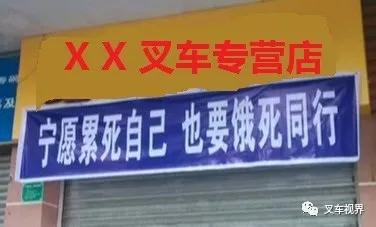 XX叉车专营店
宁愿累死自己 也要饿死同行
叉车视界